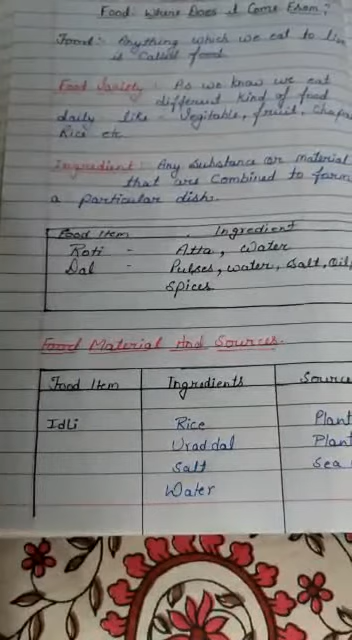 Food: Where Does it Come From?
Food:- Anything which we eat to
is called food
Food Variety: As we know we eat
different kind of food
daily like - Vegitable, fruit,
Rice etc
Ingredient: Any Substance or material
that are Combined to form
a particular dish.
Food Item Ingredient
Roti - Atta, water
Dal - Pulses, water, Salt, Oil,
Spices
Food Material And Sources.
Food Item Ingredients
Idli Rice Plant
Urad dal Plant
Salt Sea
Water